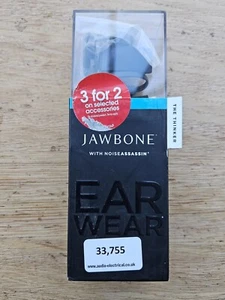 3 for 2
on selected
accessories
THE THINKER
JAWBONE®
WITH NOISEASSASSIN®
EAR
WEAR
33,755
www.asda-electrical.co.uk